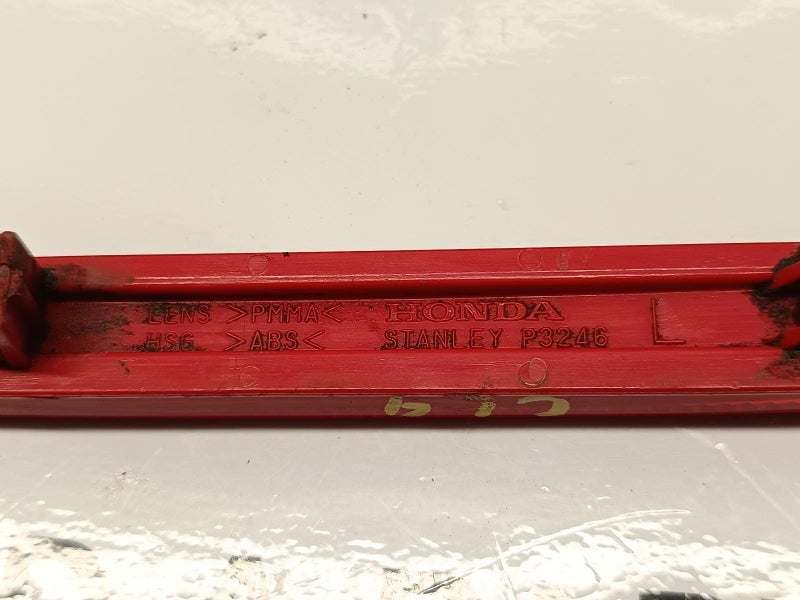 LENS >PMMA< HONDA
HSG >ABS< STANLEY P3246 L